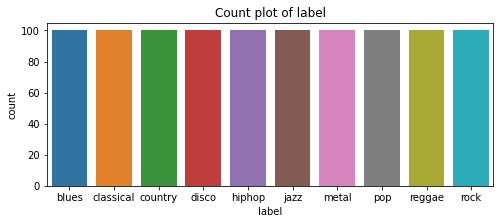 Count plot of label
count
100
80
60
40
20
0
blues classical country disco hiphop jazz metal pop reggae rock
label